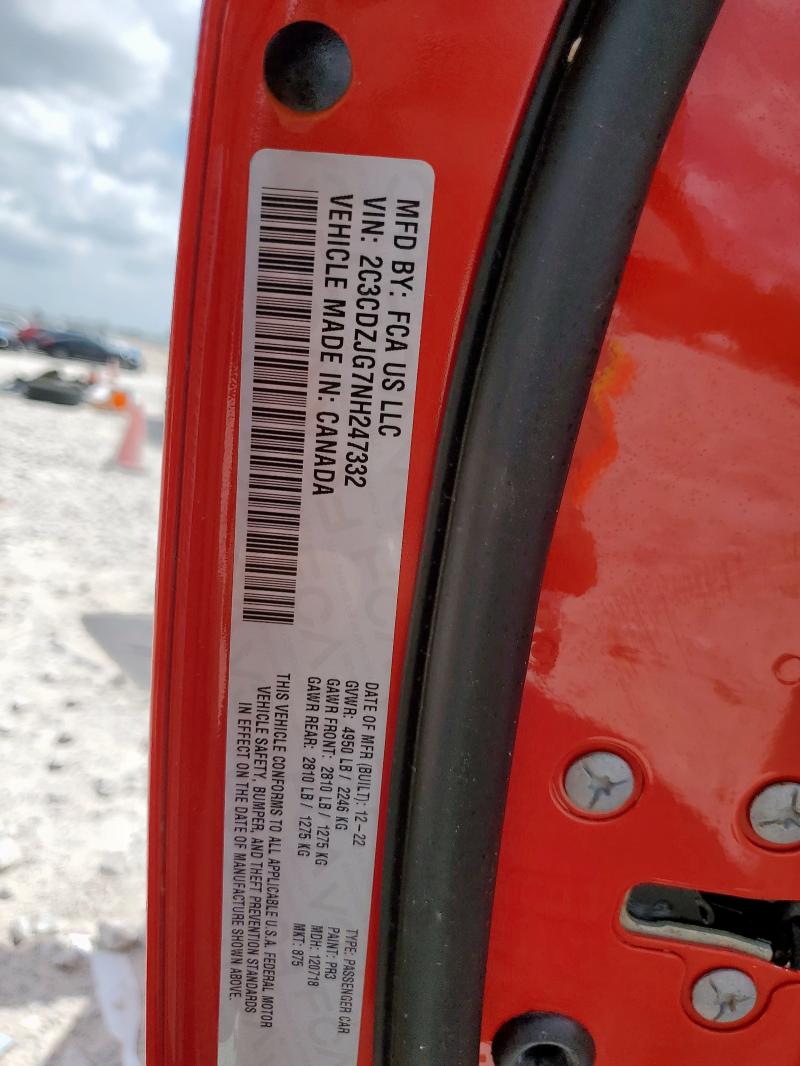 MFD BY: FCA US LLC
VIN: 2C3CDZJG7NH247332
VEHICLE MADE IN: CANADA
DATE OF MFR (BUILT): 12-22
GVWR: 4950 LB / 2246 KG
GAWR FRONT: 2810 LB / 1275 KG
GAWR REAR: 2810 LB / 1275 KG
TYPE: PASSENGER CAR
PAINT: PR3
MDH: 120718
MKT: 875
THIS VEHICLE CONFORMS TO ALL APPLICABLE U.S.A. FEDERAL MOTOR
VEHICLE SAFETY, BUMPER, AND THEFT PREVENTION STANDARDS
IN EFFECT ON THE DATE OF MANUFACTURE SHOWN ABOVE.